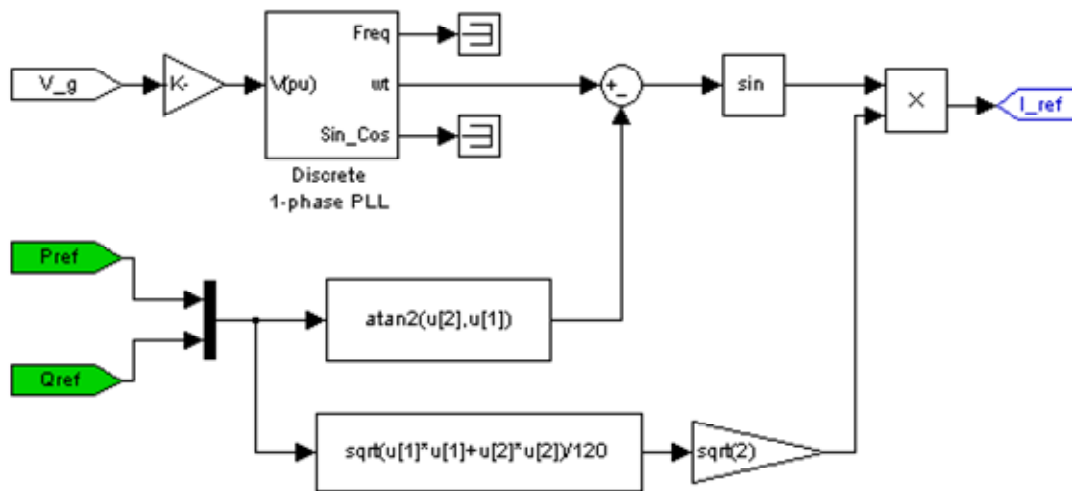 Freq
V_g
K-
V(pu)
wt
Sin_Cos
Discrete
1-phase PLL
+
-
sin
×
I_ref
Pref
Qref
atan2(u[2],u[1])
sqrt(u[1]*u[1]+u[2]*u[2])/120
sqrt(2)